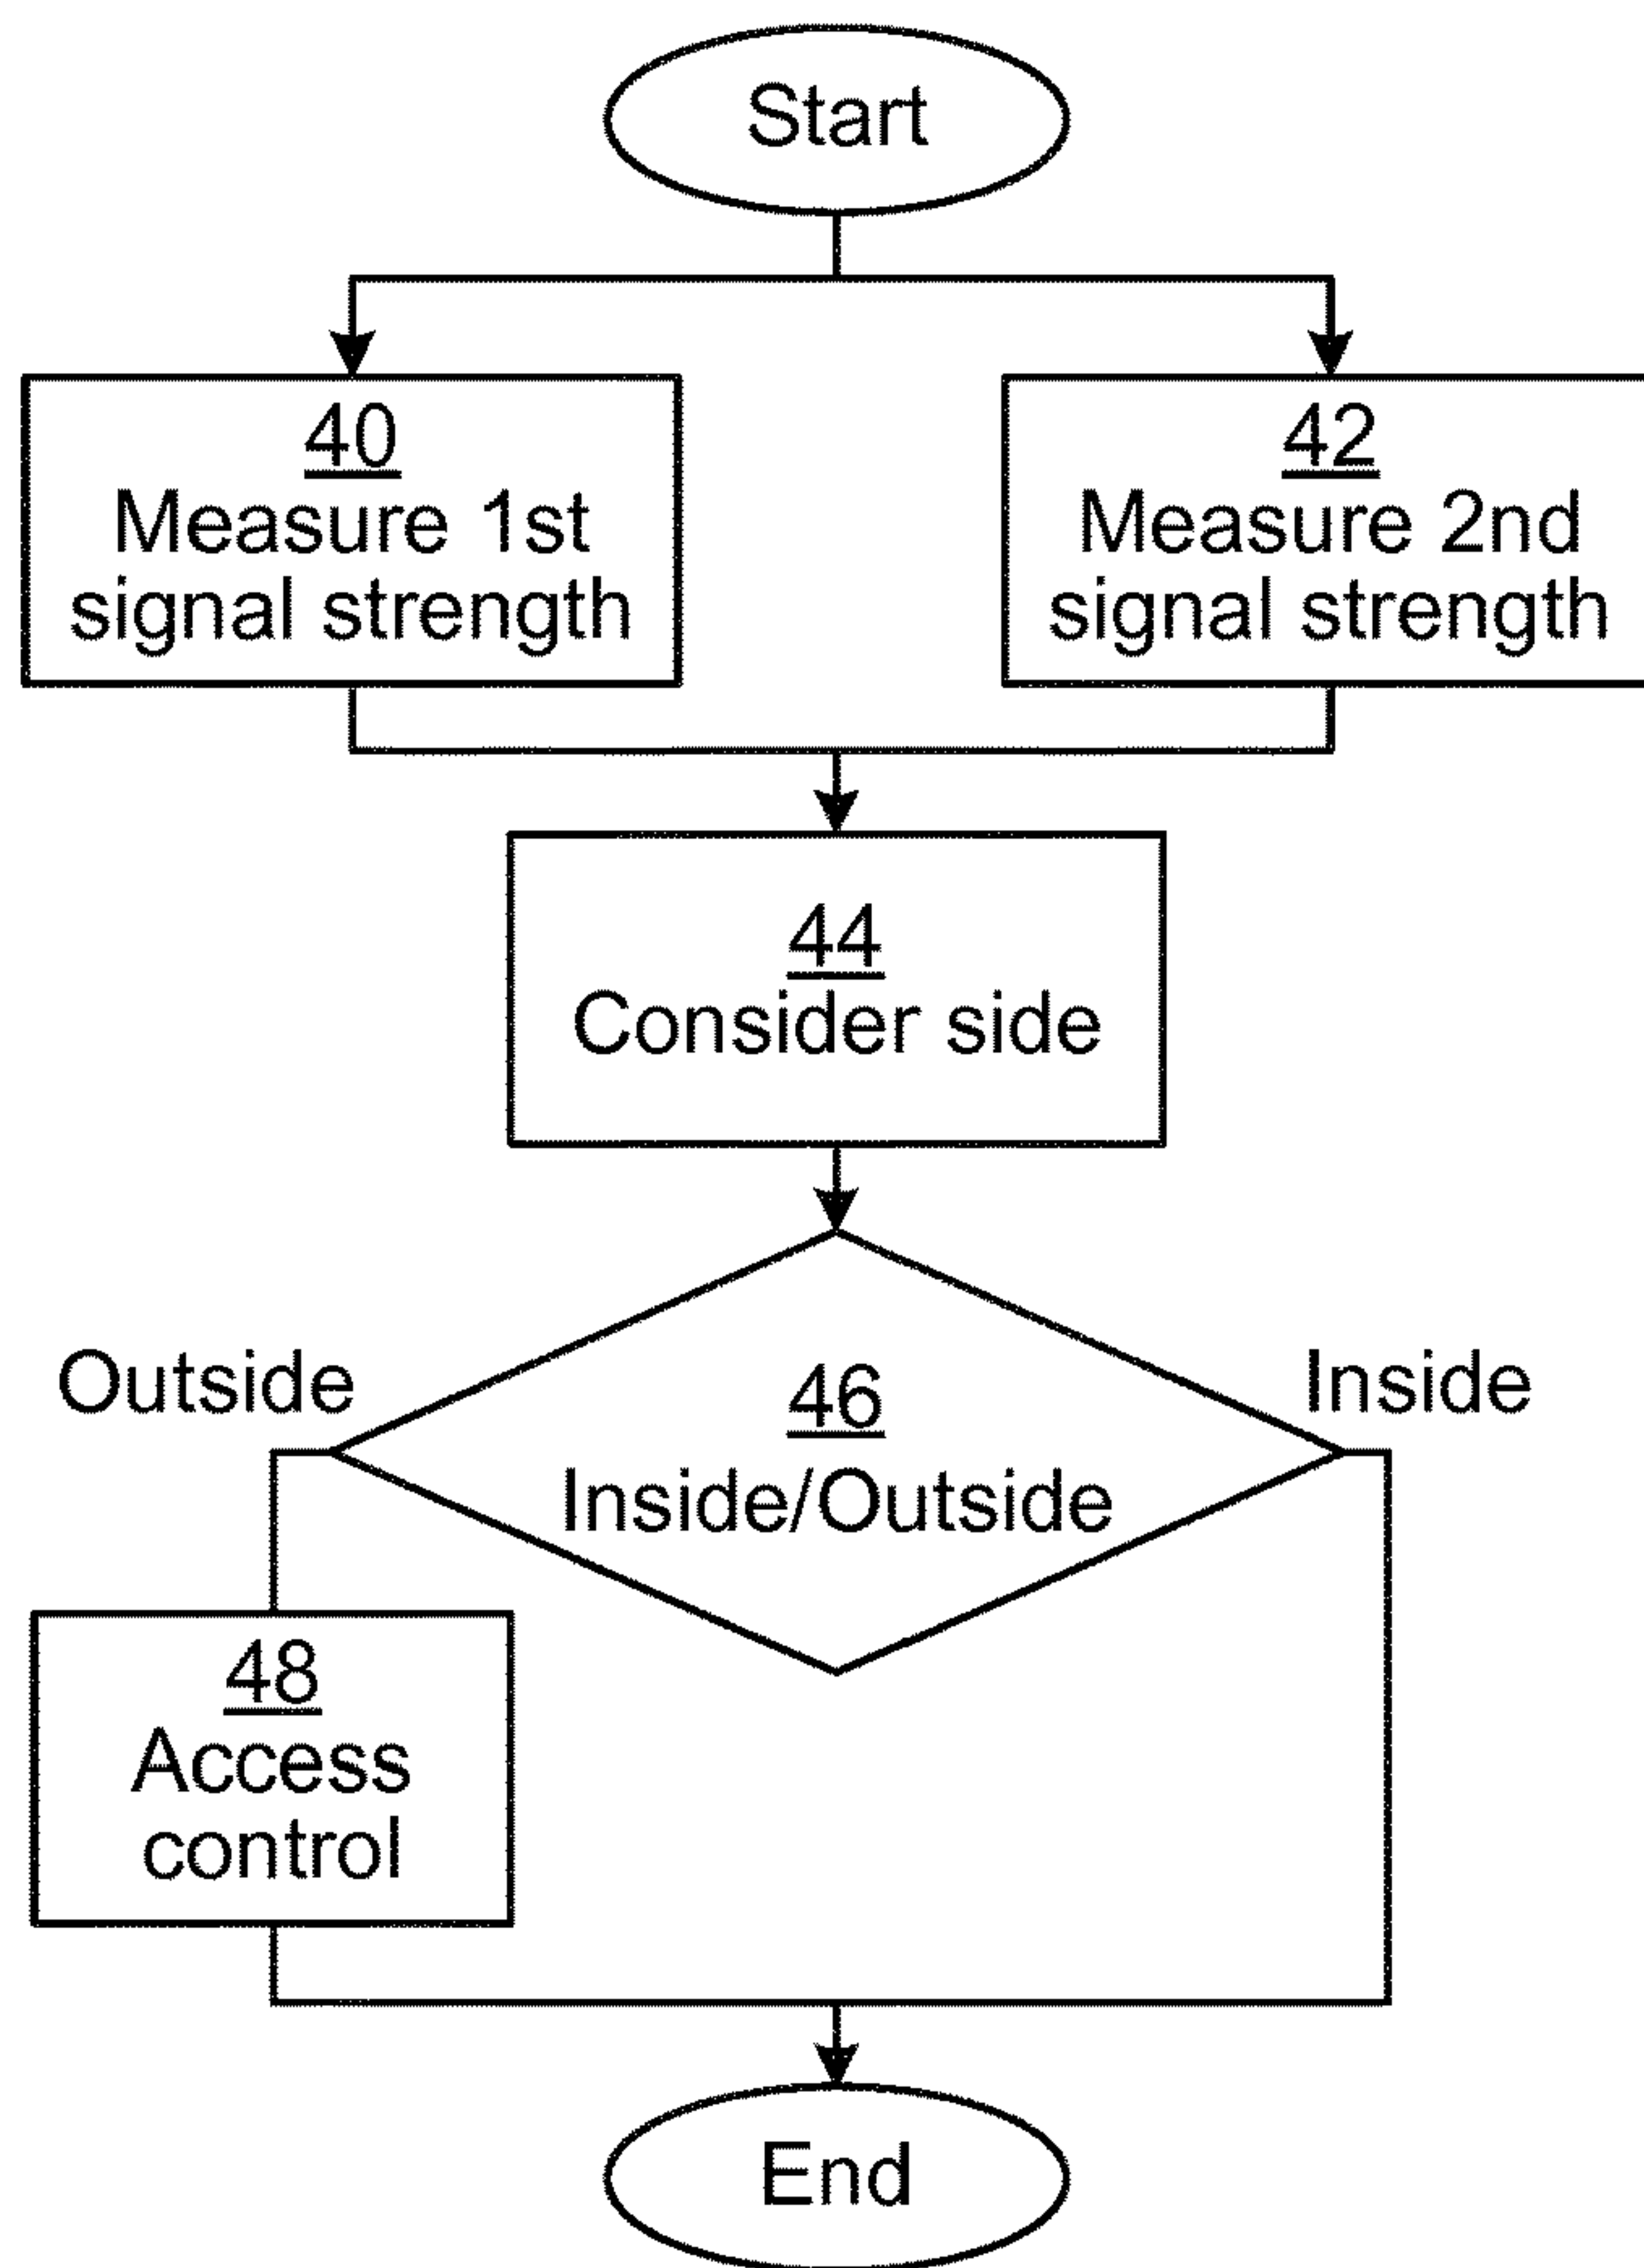 Start
40
Measure 1st
signal strength
42
Measure 2nd
signal strength
44
Consider side
Outside
46
Inside/Outside
Inside
48
Access
control
End